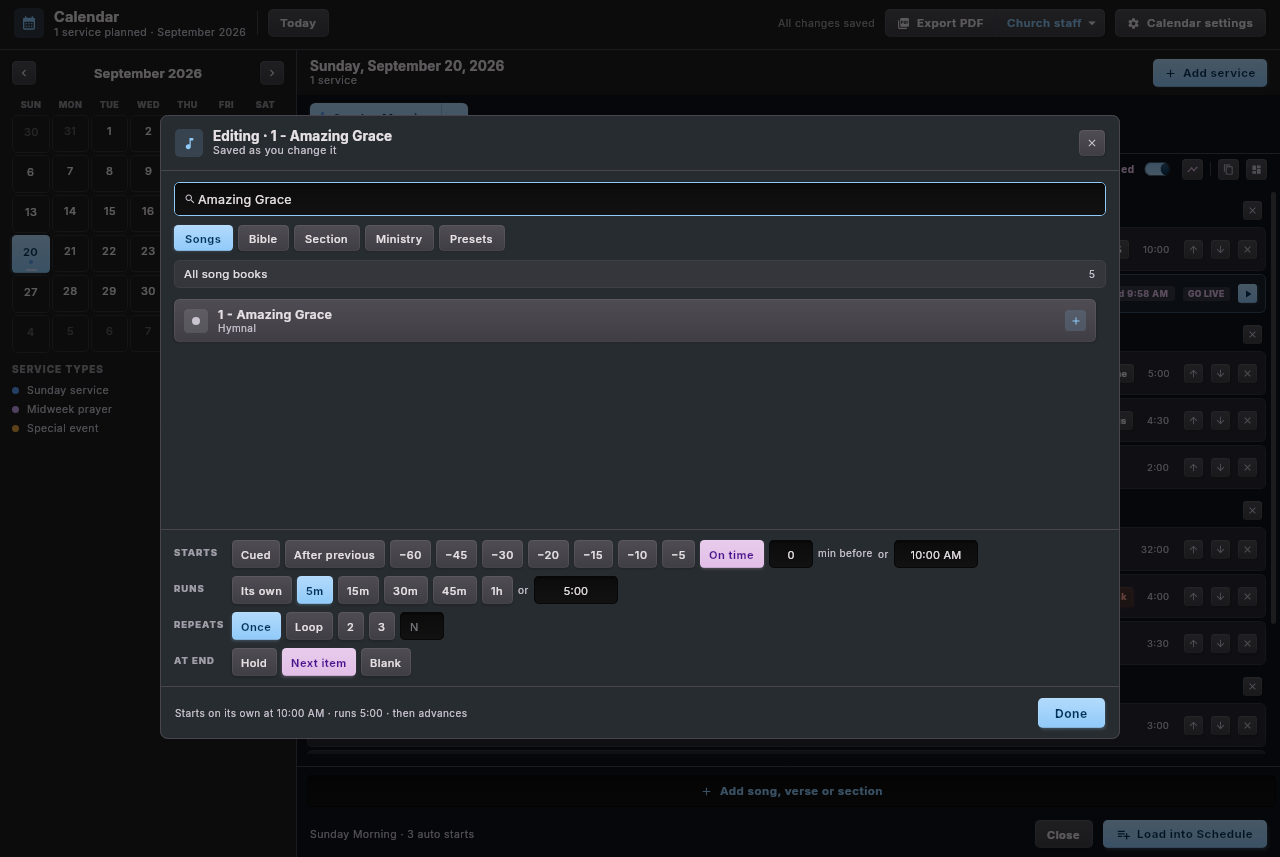 Calendar
1 service planned · September 2026
Today
All changes saved
Export PDF
Church staff
Calendar settings
September 2026
SUN MON TUE WED THU FRI SAT
30 31 1 2
6 7 8 9
13 14 15 16
20 21 22 23
27 28 29 30
4 5 6 7
SERVICE TYPES
Sunday service
Midweek prayer
Special event
Sunday, September 20, 2026
1 service
Add service
Editing · 1 - Amazing Grace
Saved as you change it
Amazing Grace
Songs Bible Section Ministry Presets
All song books 5
1 - Amazing Grace
Hymnal
STARTS Cued After previous −60 −45 −30 −20 −15 −10 −5 On time 0 min before or 10:00 AM
RUNS Its own 5m 15m 30m 45m 1h or 5:00
REPEATS Once Loop 2 3 N
AT END Hold Next item Blank
Starts on its own at 10:00 AM · runs 5:00 · then advances
Done
10:00
9:58 AM GO LIVE
5:00
4:30
2:00
32:00
4:00
3:30
3:00
Add song, verse or section
Sunday Morning · 3 auto starts
Close
Load into Schedule